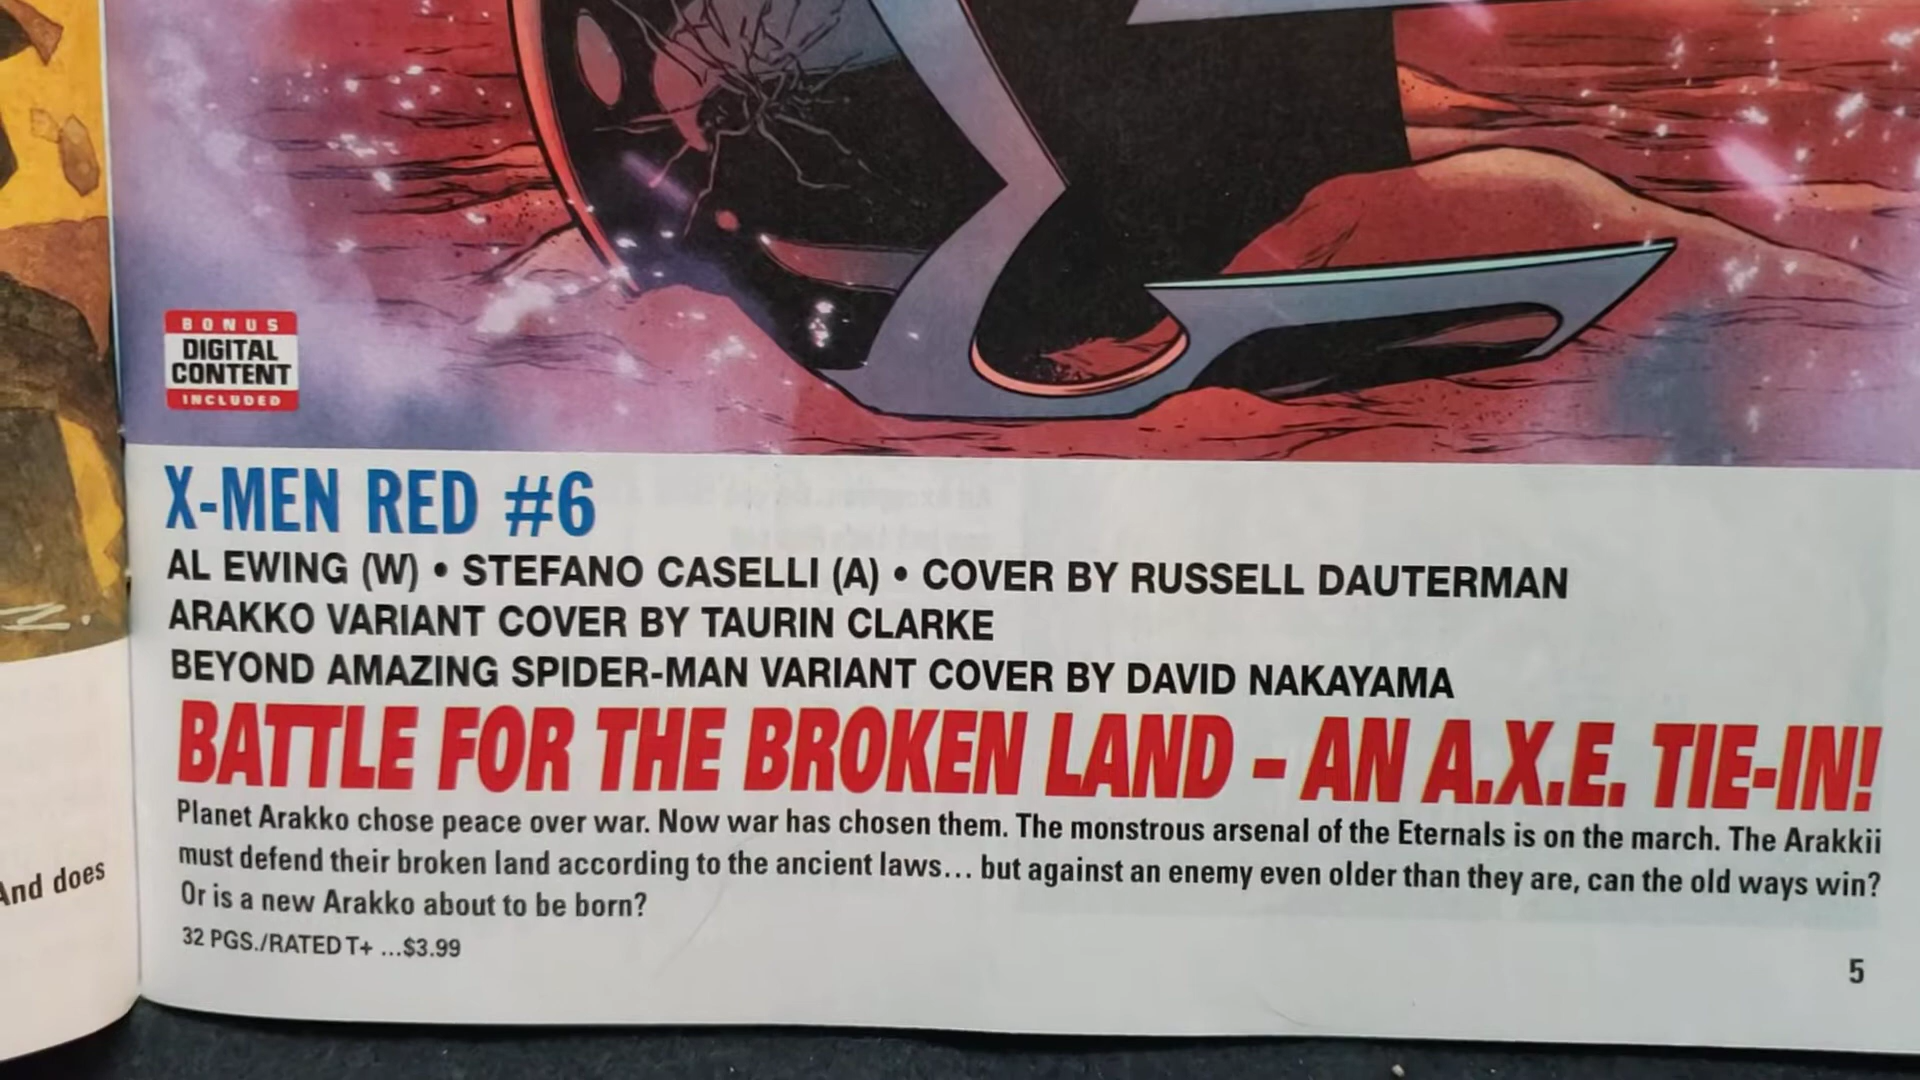 BONUS
DIGITAL
CONTENT
INCLUDED
X-MEN RED #6
AL EWING (W) • STEFANO CASELLI (A) • COVER BY RUSSELL DAUTERMAN
ARAKKO VARIANT COVER BY TAURIN CLARKE
BEYOND AMAZING SPIDER-MAN VARIANT COVER BY DAVID NAKAYAMA
BATTLE FOR THE BROKEN LAND – AN A.X.E. TIE-IN!
Planet Arakko chose peace over war. Now war has chosen them. The monstrous arsenal of the Eternals is on the march. The Arakkii
must defend their broken land according to the ancient laws… but against an enemy even older than they are, can the old ways win?
Or is a new Arakko about to be born?
32 PGS./RATED T+ ...$3.99
And does
5